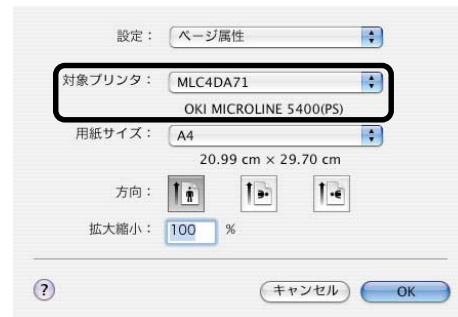 設定： ページ属性
対象プリンタ： MLC4DA71
OKI MICROLINE 5400(PS)
用紙サイズ： A4
20.99 cm × 29.70 cm
方向：
拡大縮小： 100 %
? キャンセル OK